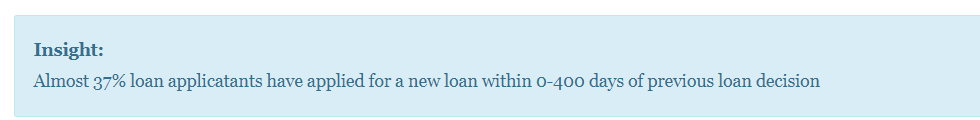 Insight:
Almost 37% loan applicatants have applied for a new loan within 0-400 days of previous loan decision